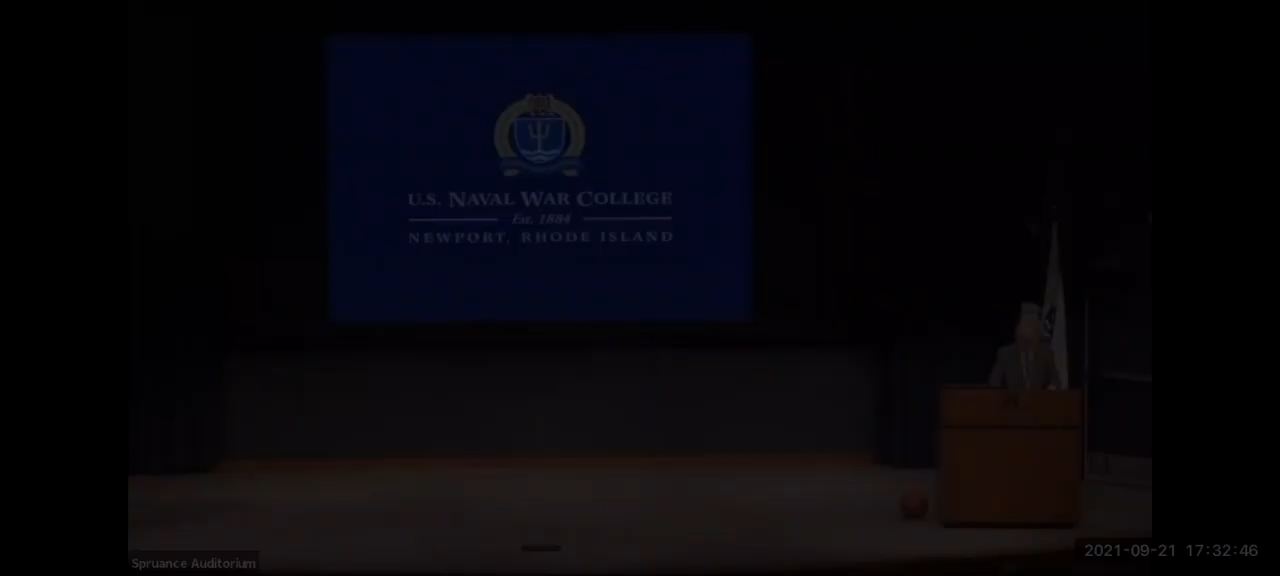 U.S. NAVAL WAR COLLEGE
Est. 1884
NEWPORT, RHODE ISLAND
Spruance Auditorium
2021-09-21 17:32:46